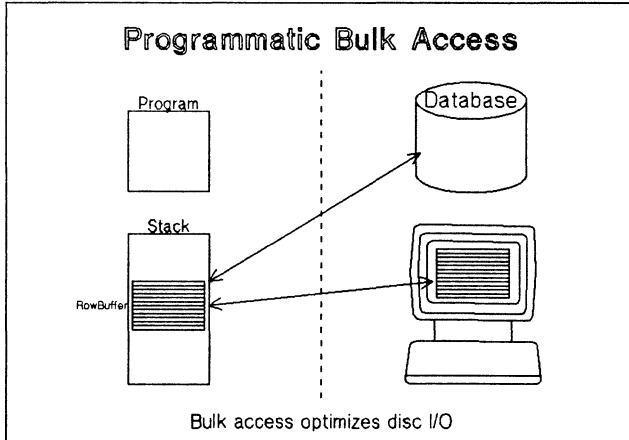 Programmatic Bulk Access
Program
Database
Stack
RowBuffer
Bulk access optimizes disc I/O